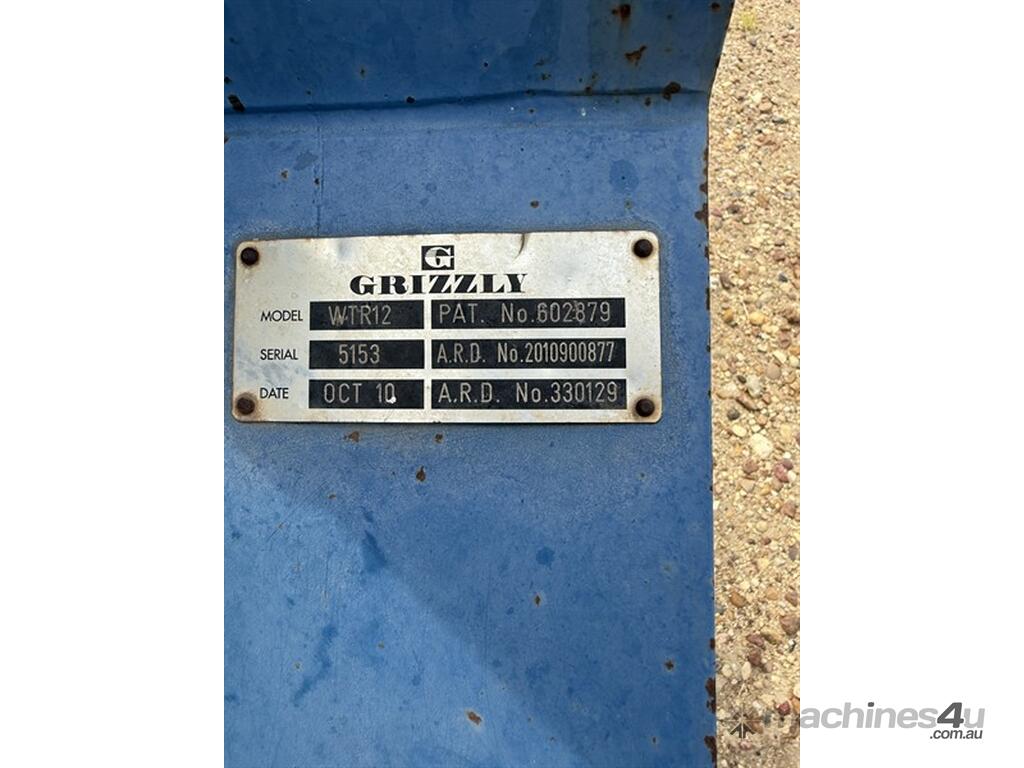 G
GRIZZLY
MODEL WTR12 PAT. No.602879
SERIAL 5153 A.R.D. No.2010900877
DATE OCT 10 A.R.D. No.330129
machines4u
.com.au